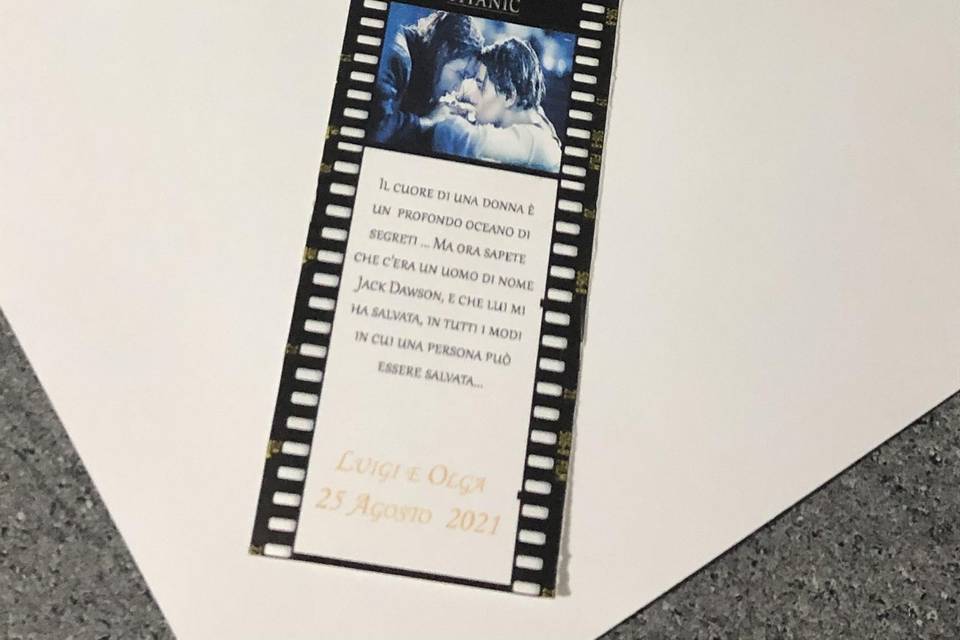 TITANIC
Il cuore di una donna è
un profondo oceano di
segreti ... Ma ora sapete
che c'era un uomo di nome
Jack Dawson, e che lui mi
ha salvata, in tutti i modi
in cui una persona può
essere salvata...
Luigi e Olga
25 Agosto 2021